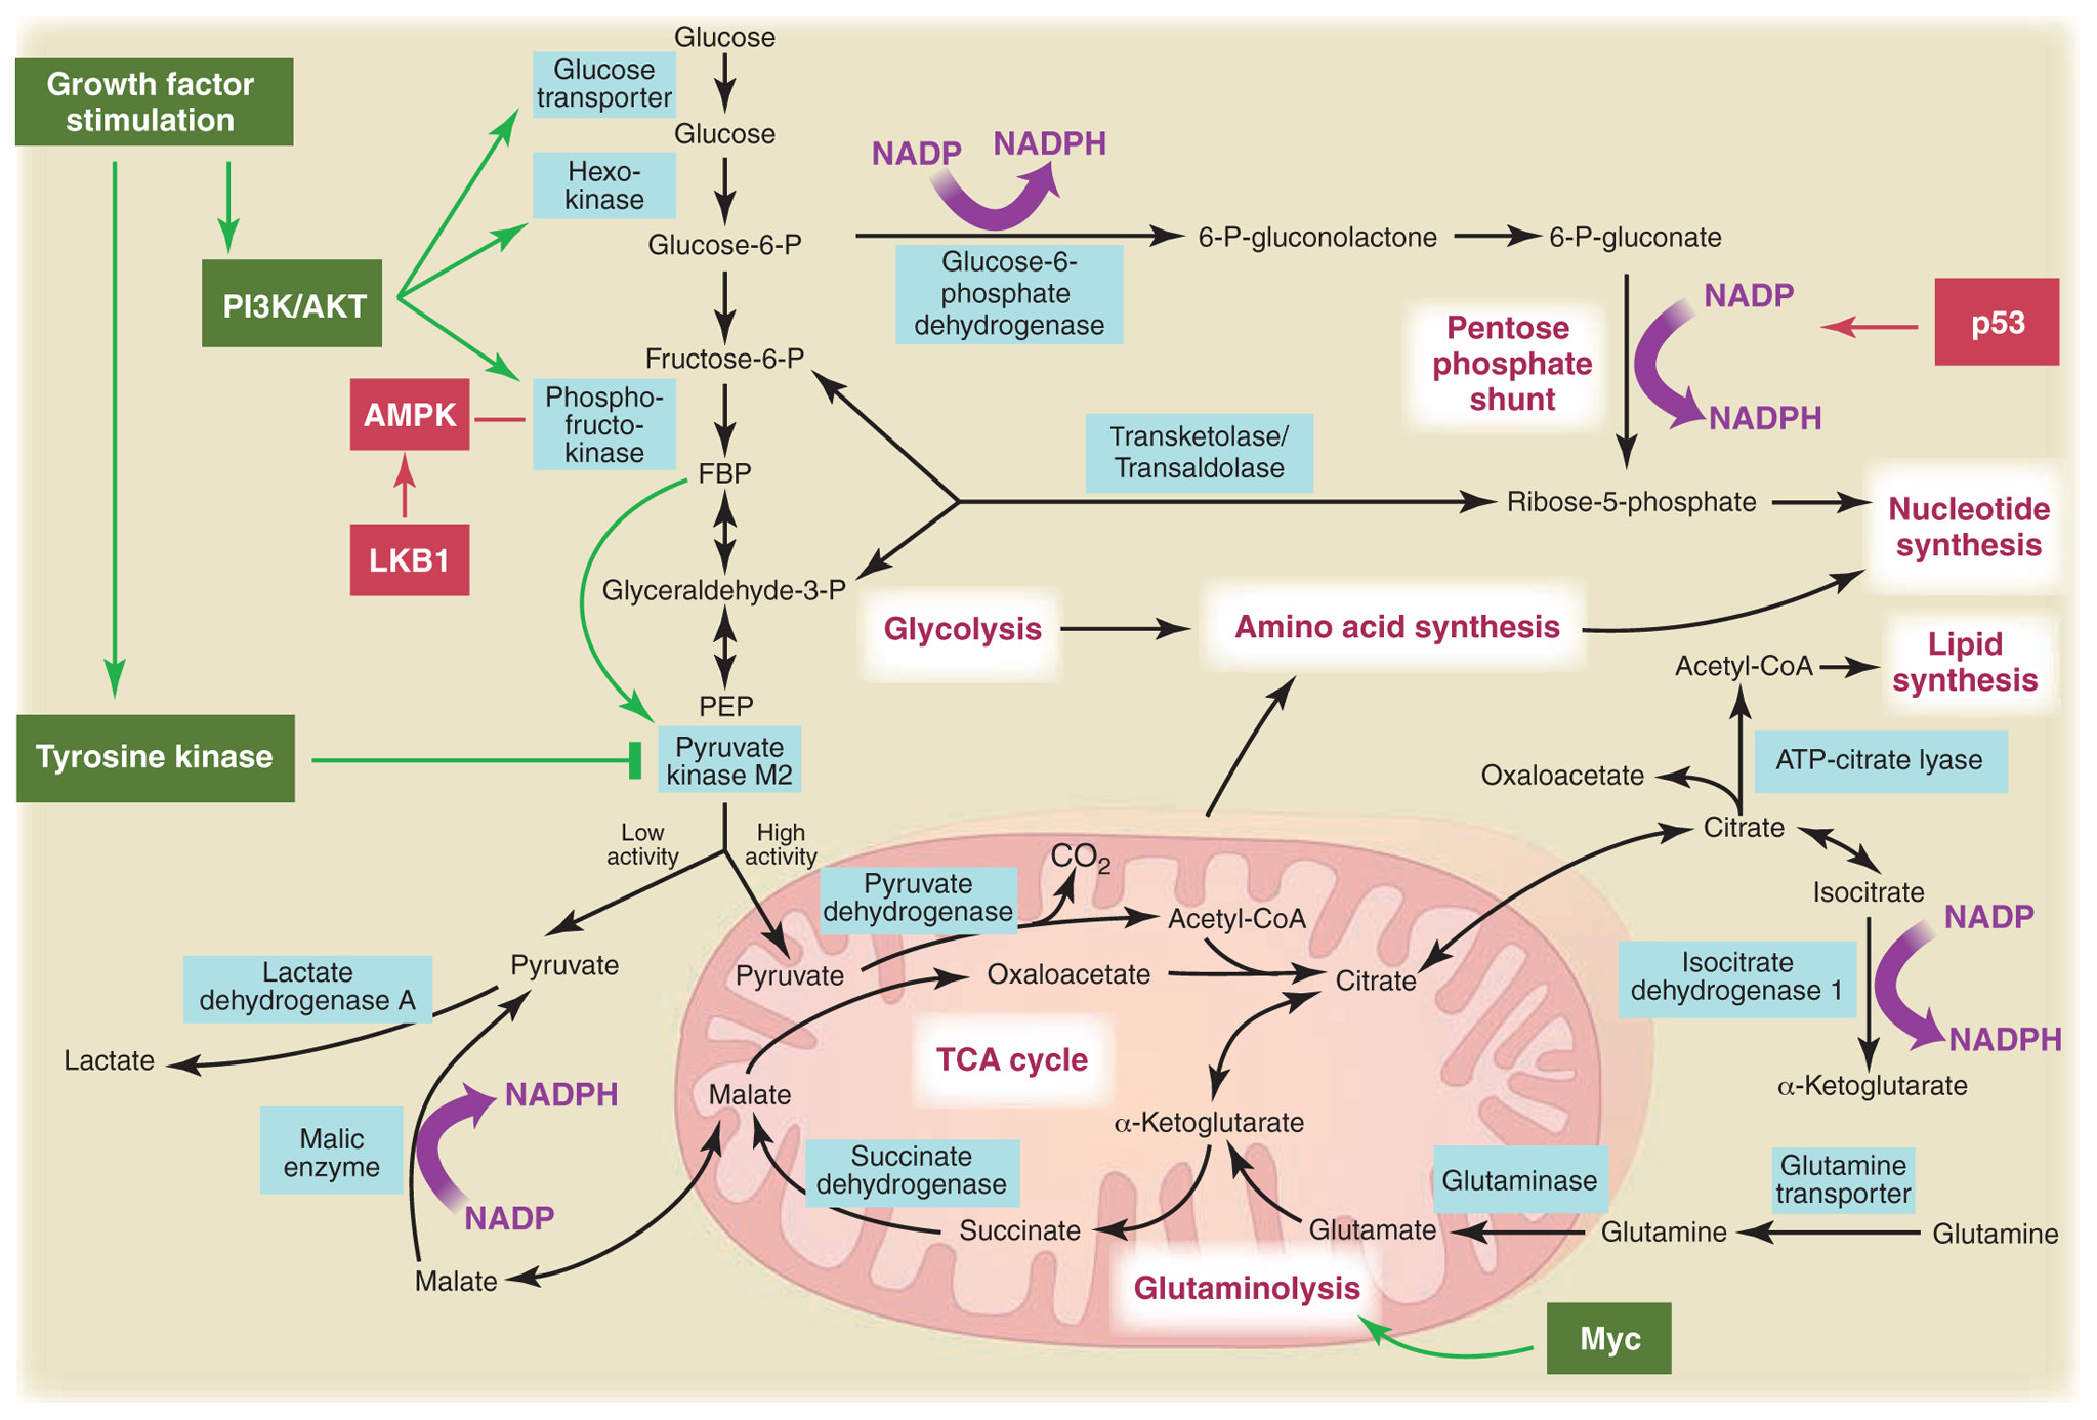 Glucose
Growth factor
stimulation
Glucose
transporter
Glucose
Hexo-
kinase
NADP
NADPH
Glucose-6-P
6-P-gluconolactone
6-P-gluconate
Glucose-6-
phosphate
dehydrogenase
PI3K/AKT
NADP
p53
Pentose
phosphate
shunt
NADPH
Fructose-6-P
AMPK
Phospho-
fructo-
kinase
Transketolase/
Transaldolase
FBP
Ribose-5-phosphate
Nucleotide
synthesis
LKB1
Glyceraldehyde-3-P
Glycolysis
Amino acid synthesis
Acetyl-CoA
Lipid
synthesis
PEP
Tyrosine kinase
Pyruvate
kinase M2
Oxaloacetate
ATP-citrate lyase
Low
activity
High
activity
Citrate
CO2
Pyruvate
dehydrogenase
Acetyl-CoA
Isocitrate
NADP
Lactate
dehydrogenase A
Pyruvate
Pyruvate
Oxaloacetate
Citrate
Isocitrate
dehydrogenase 1
NADPH
Lactate
TCA cycle
α-Ketoglutarate
NADPH
Malate
α-Ketoglutarate
Malic
enzyme
Succinate
dehydrogenase
Glutaminase
Glutamine
transporter
NADP
Succinate
Glutamate
Glutamine
Glutamine
Malate
Glutaminolysis
Myc